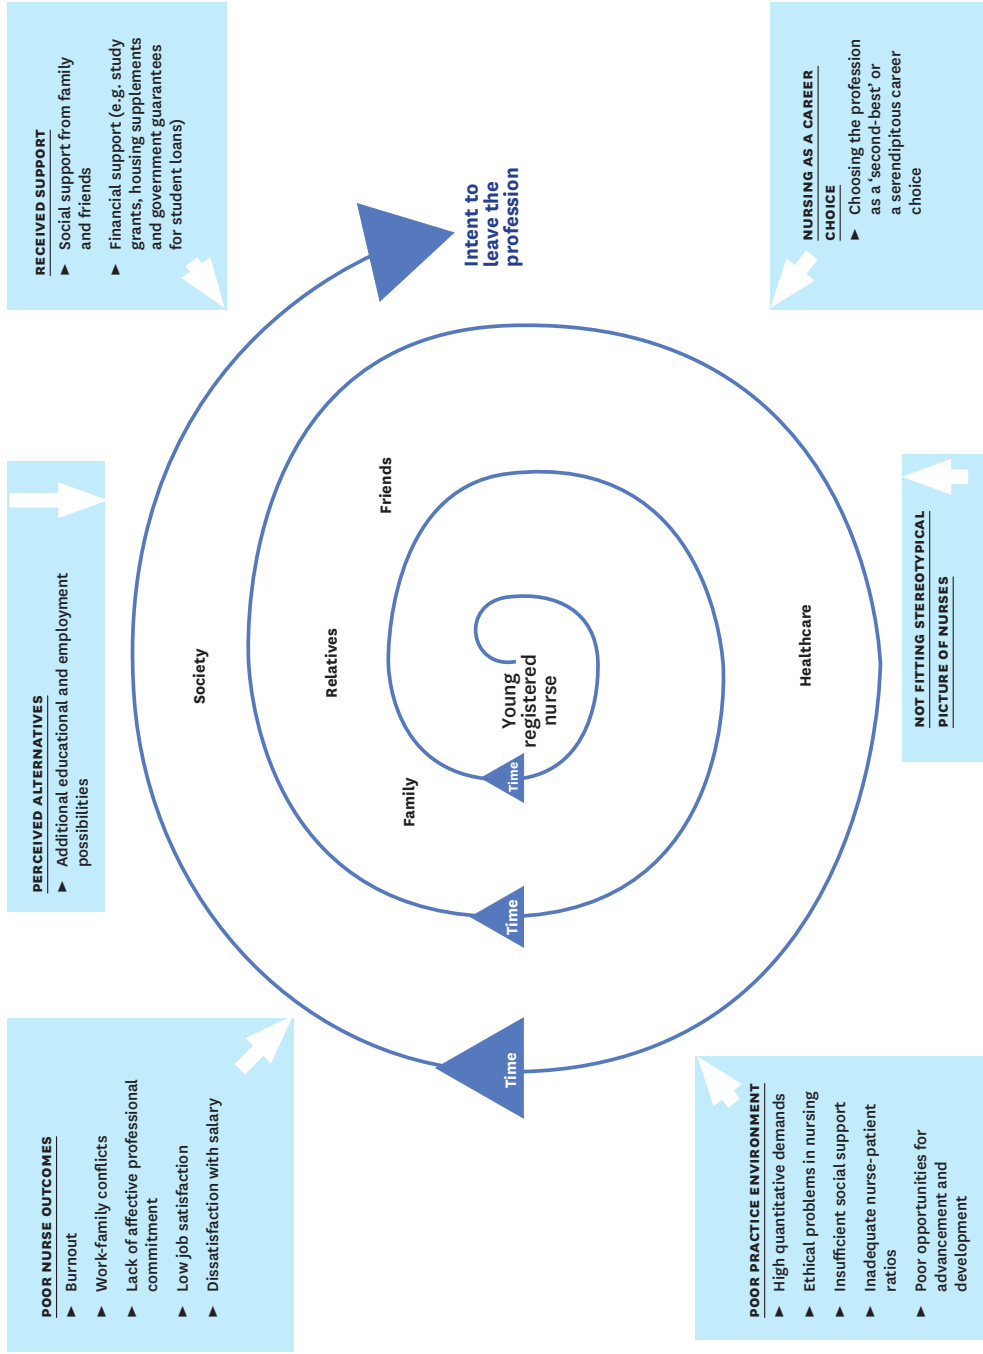 POOR NURSE OUTCOMES
► Burnout
► Work-family conflicts
► Lack of affective professional
commitment
► Low job satisfaction
► Dissatisfaction with salary
PERCEIVED ALTERNATIVES
► Additional educational and employment
possibilities
RECEIVED SUPPORT
► Social support from family
and friends
► Financial support (e.g. study
grants, housing supplements
and government guarantees
for student loans)
Society
Relatives
Friends
Family
Intent to
leave the
profession
Young
registered
nurse
Time
Time
Time
Healthcare
POOR PRACTICE ENVIRONMENT
► High quantitative demands
► Ethical problems in nursing
► Insufficient social support
► Inadequate nurse-patient
ratios
► Poor opportunities for
advancement and
development
NOT FITTING STEREOTYPICAL
PICTURE OF NURSES
NURSING AS A CAREER
CHOICE
► Choosing the profession
as a ‘second-best’ or
a serendipitous career
choice